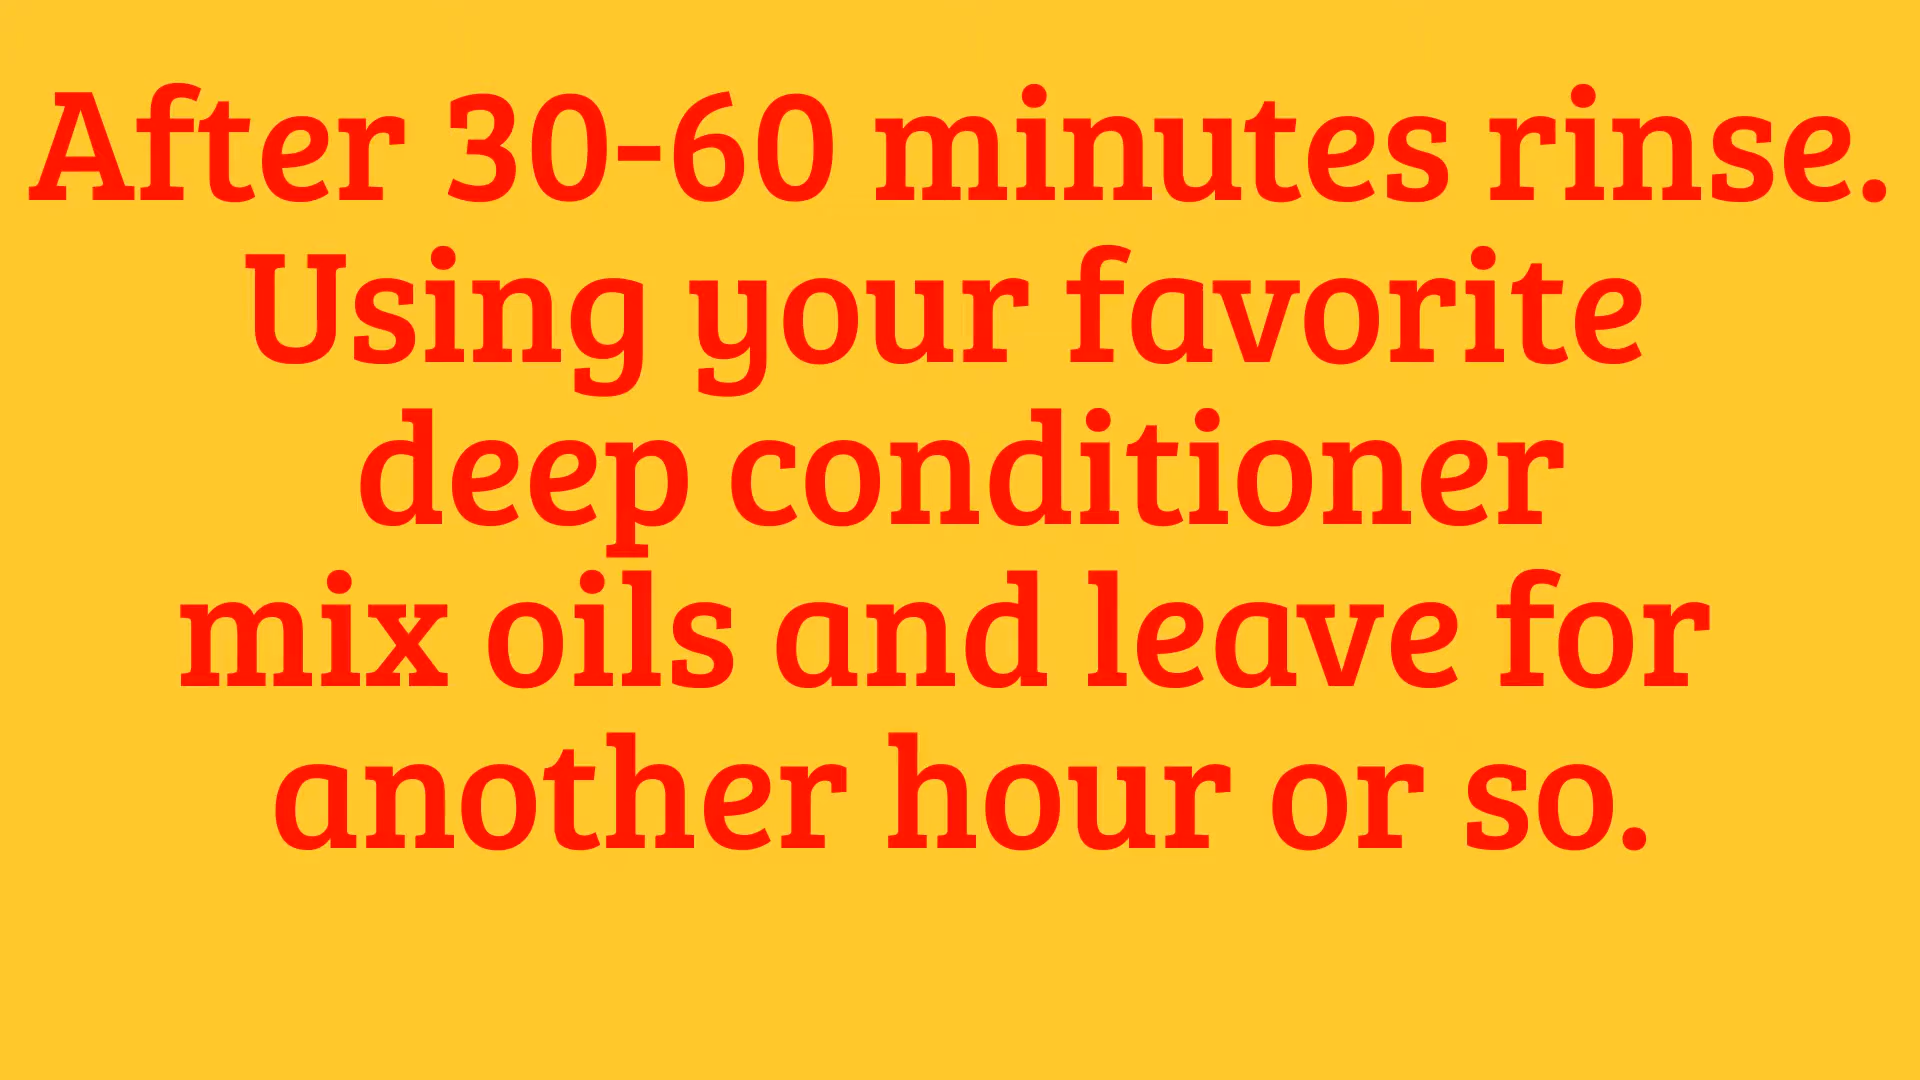 After 30-60 minutes rinse.
Using your favorite
deep conditioner
mix oils and leave for
another hour or so.